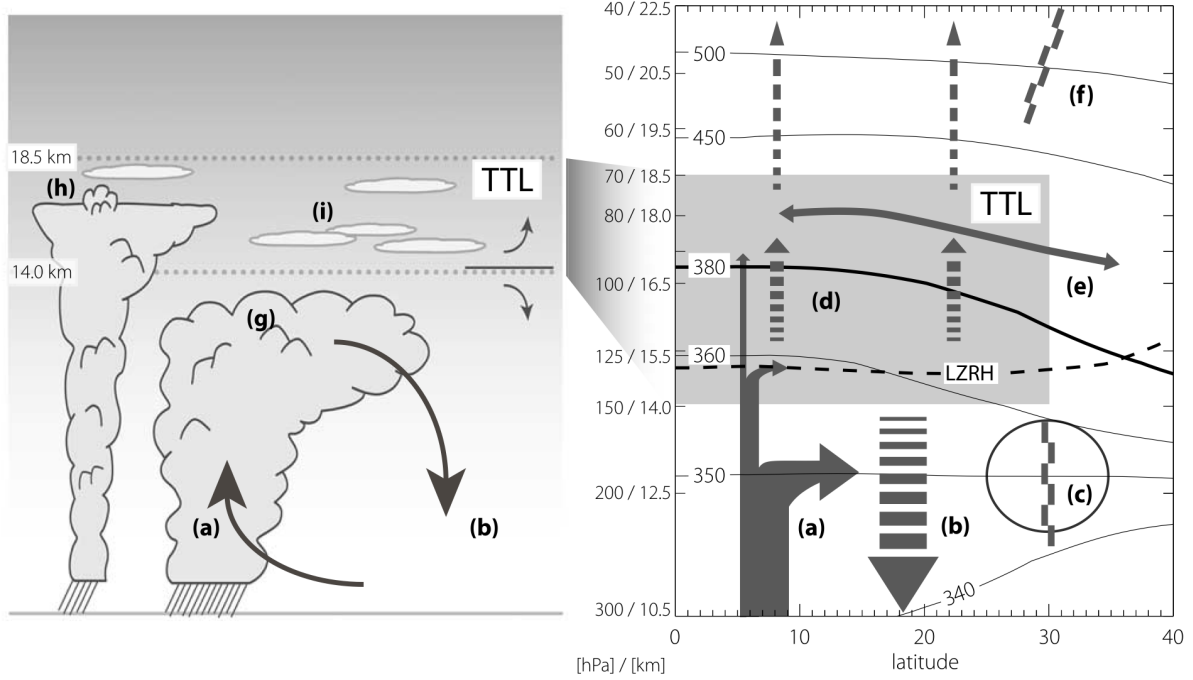 18.5 km
(h)
TTL
(i)
14.0 km
(g)
(a)
(b)
40 / 22.5
500
50 / 20.5
(f)
60 / 19.5
450
70 / 18.5
TTL
80 / 18.0
380
100 / 16.5
(d)
(e)
360
125 / 15.5
LZRH
150 / 14.0
350
200 / 12.5
(c)
(a)
(b)
340
300 / 10.5
0
10
20
30
40
[hPa] / [km]
latitude